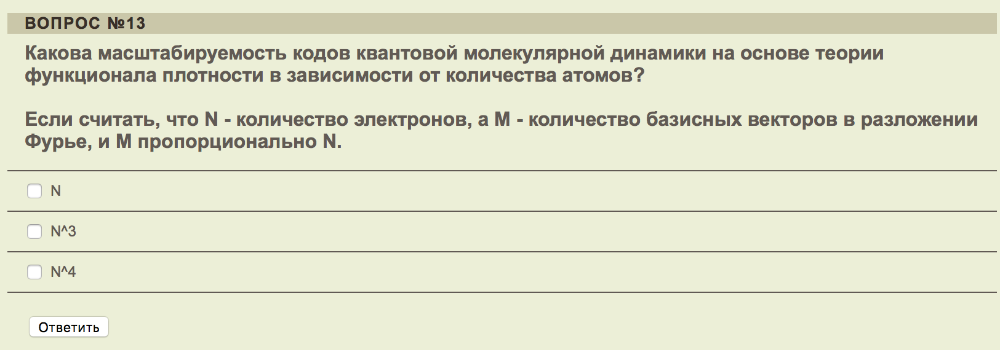 ВОПРОС №13
Какова масштабируемость кодов квантовой молекулярной динамики на основе теории
функционала плотности в зависимости от количества атомов?
Если считать, что N - количество электронов, а M - количество базисных векторов в разложении
Фурье, и M пропорционально N.
N
N^3
N^4
Ответить